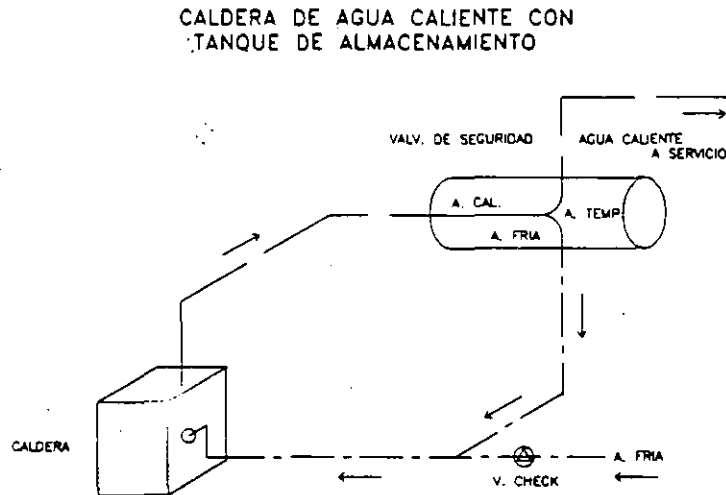 CALDERA DE AGUA CALIENTE CON
TANQUE DE ALMACENAMIENTO
VALV. DE SEGURIDAD
AGUA CALIENTE
A SERVICIO
A. CAL.
A. TEMP.
A. FRIA
CALDERA
A. FRIA
V. CHECK